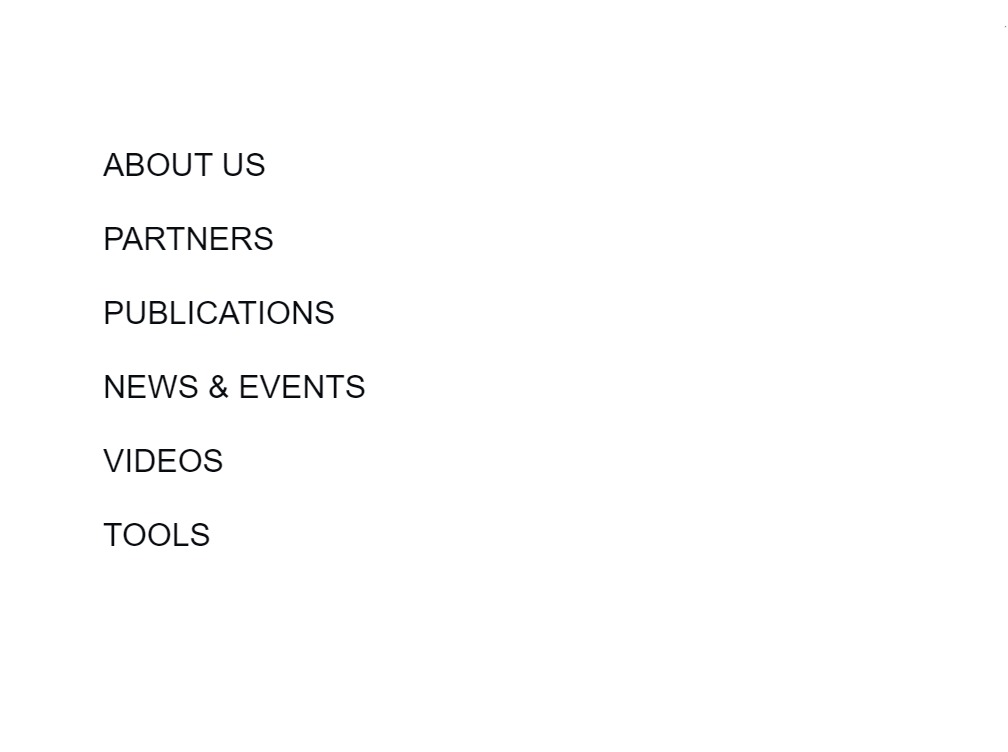 ABOUT US
PARTNERS
PUBLICATIONS
NEWS & EVENTS
VIDEOS
TOOLS